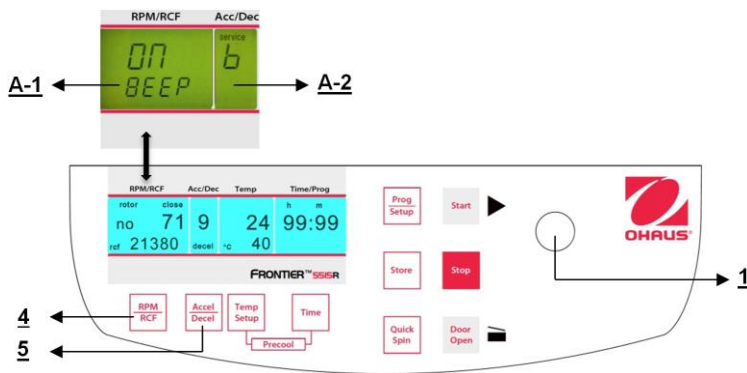 RPM/RCF Acc/Dec
service
ON b
BEEP
A-1 A-2
RPM/RCF Acc/Dec Temp Time/Prog
rotor close h m
no 71 9 24 99:99
rcf 21380 decel °C 40
FRONTIER™ 5515R
RPM
RCF
Accel
Decel
Temp
Setup
Time
Precool
4
5
Prog
Setup
Start
Store
Stop
Quick
Spin
Door
Open
OHAUS®
1